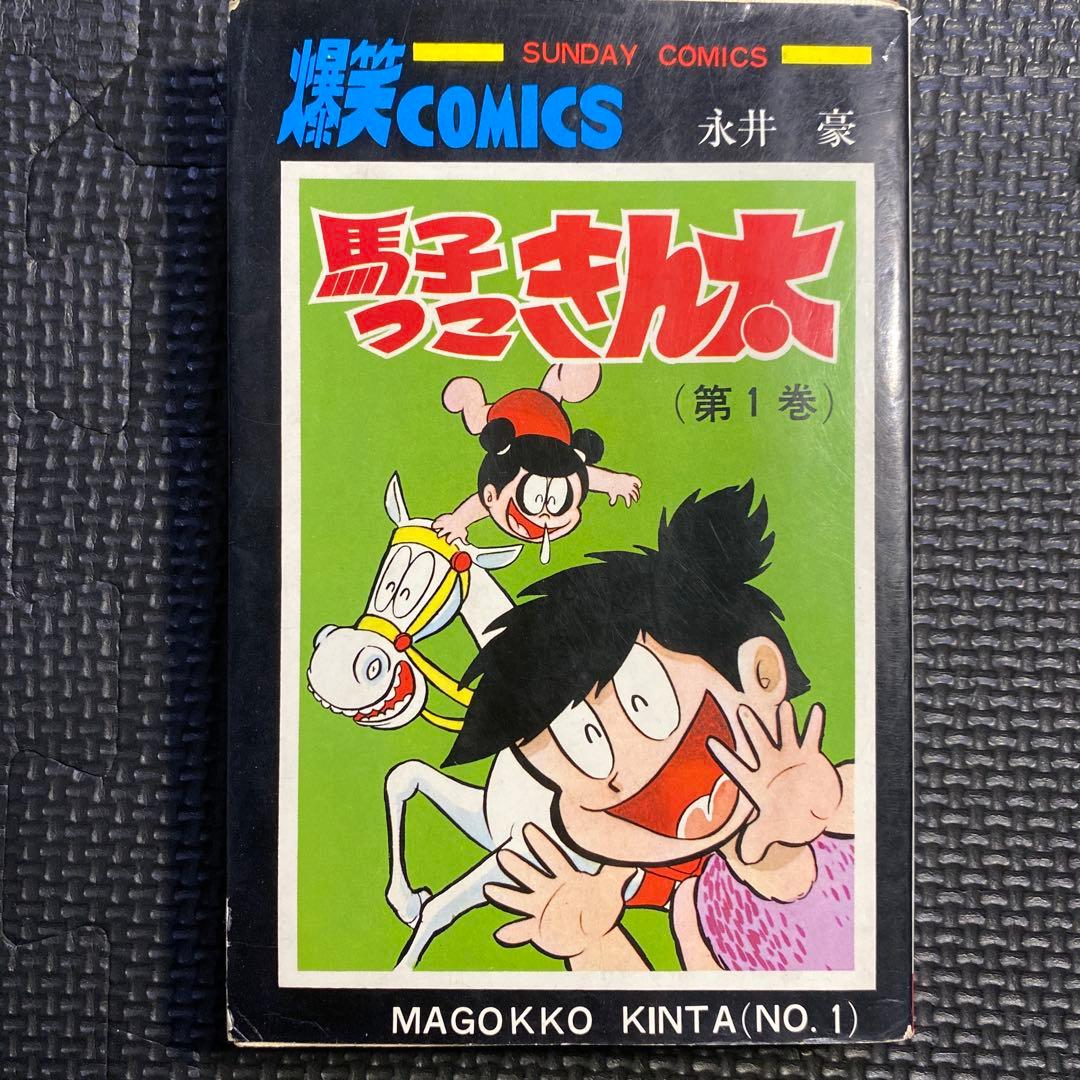 SUNDAY COMICS
爆笑COMICS
永井 豪
馬子っこきん太
(第1巻)
MAGOKKO KINTA(NO.1)